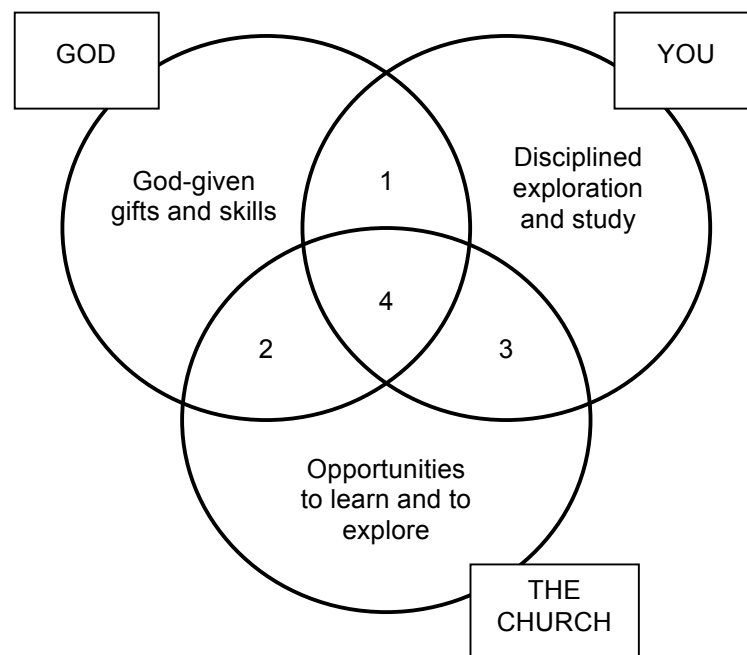 GOD
YOU
God-given
gifts and skills
1
Disciplined
exploration
and study
4
2
3
Opportunities
to learn and to
explore
THE
CHURCH